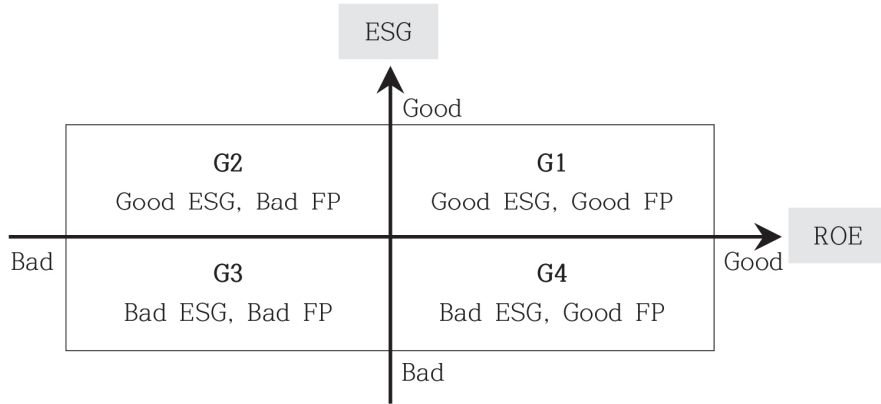 ESG
Good
G2
Good ESG, Bad FP
G1
Good ESG, Good FP
ROE
Bad
Good
G3
Bad ESG, Bad FP
G4
Bad ESG, Good FP
Bad